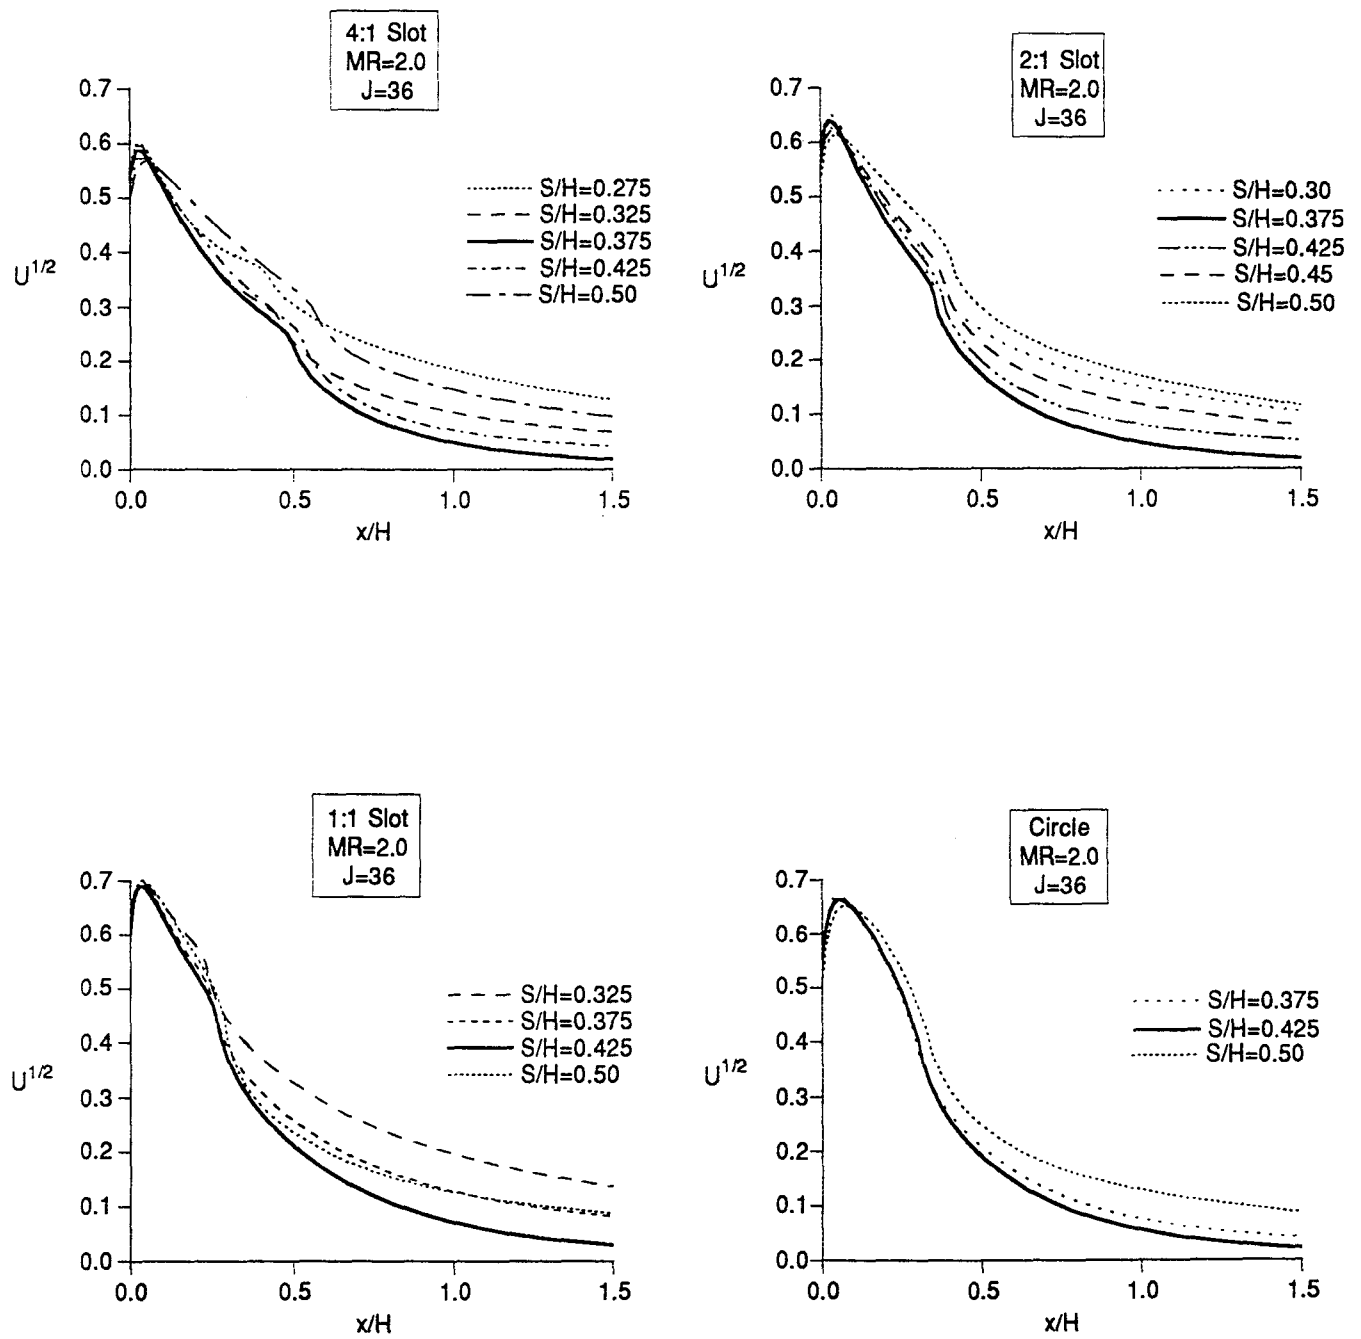 4:1 Slot
MR=2.0
J=36
0.7
0.6
0.5
0.4
0.3
0.2
0.1
0.0
U^1/2
S/H=0.275
S/H=0.325
S/H=0.375
S/H=0.425
S/H=0.50
0.0
0.5
1.0
1.5
x/H
2:1 Slot
MR=2.0
J=36
0.7
0.6
0.5
0.4
0.3
0.2
0.1
0.0
U^1/2
S/H=0.30
S/H=0.375
S/H=0.425
S/H=0.45
S/H=0.50
0.0
0.5
1.0
1.5
x/H
1:1 Slot
MR=2.0
J=36
0.7
0.6
0.5
0.4
0.3
0.2
0.1
0.0
U^1/2
S/H=0.325
S/H=0.375
S/H=0.425
S/H=0.50
0.0
0.5
1.0
1.5
x/H
Circle
MR=2.0
J=36
0.7
0.6
0.5
0.4
0.3
0.2
0.1
0.0
U^1/2
S/H=0.375
S/H=0.425
S/H=0.50
0.0
0.5
1.0
1.5
x/H